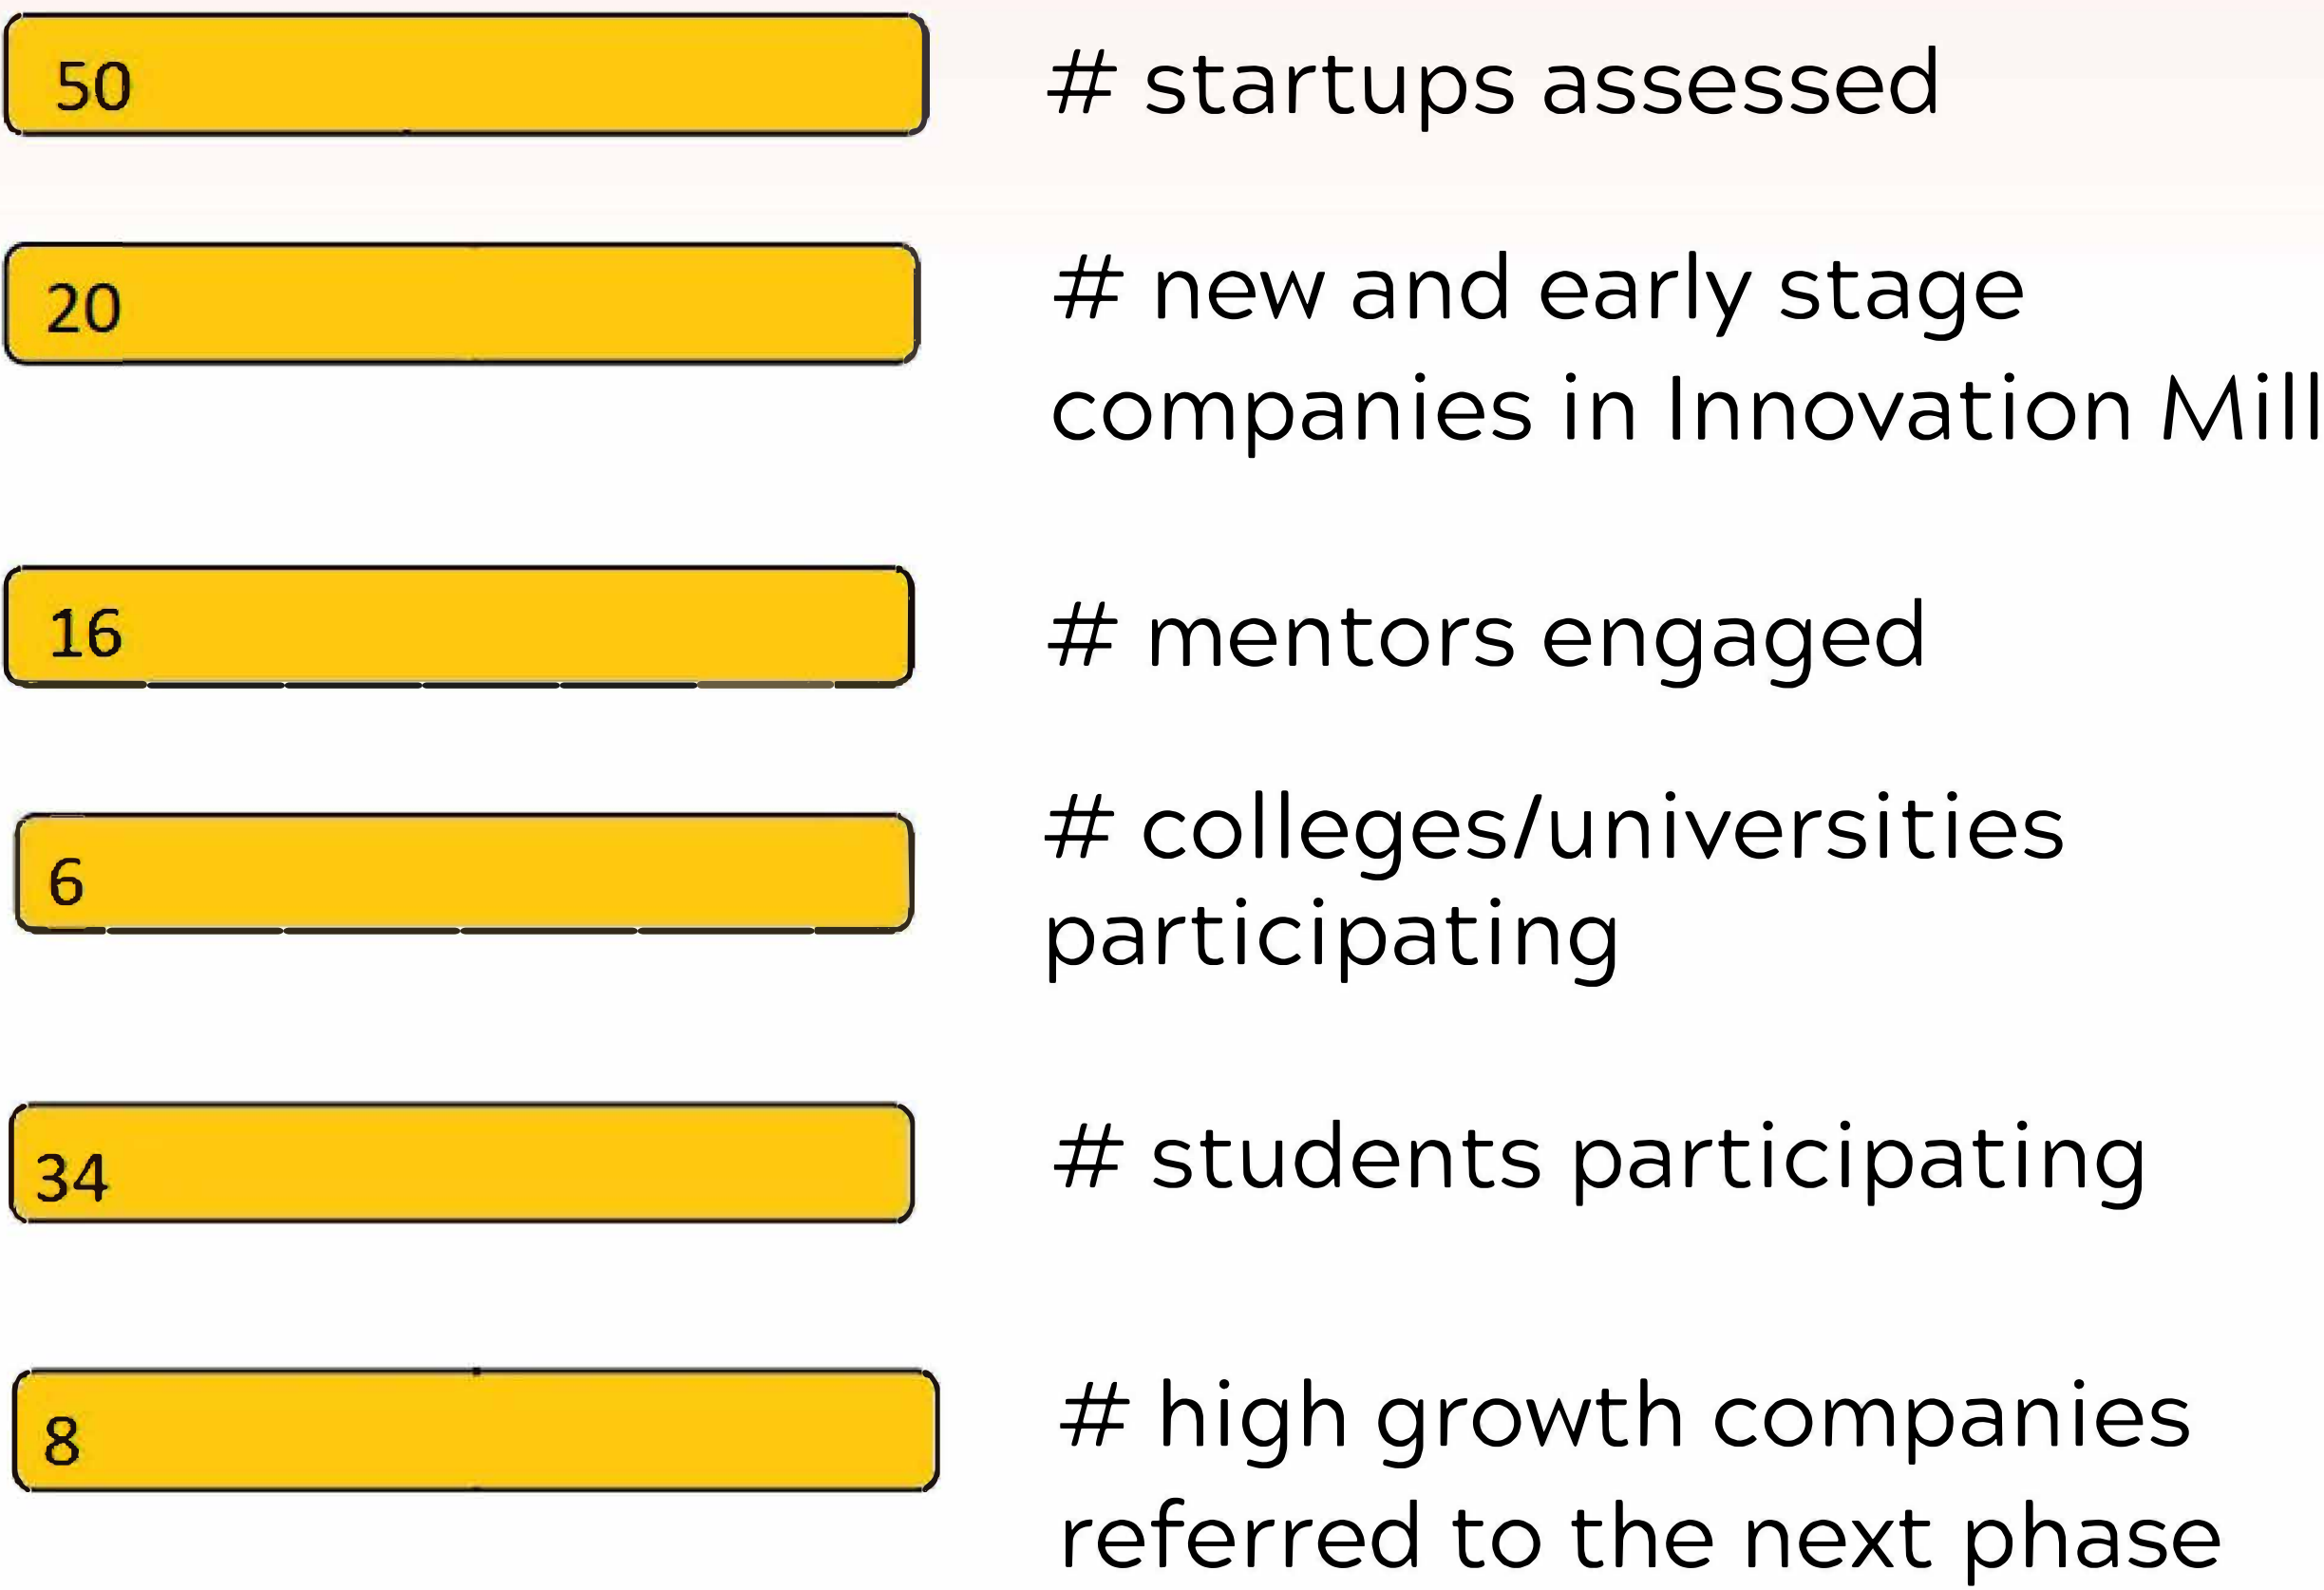 50 # startups assessed
20 # new and early stage
companies in Innovation Mill
16 # mentors engaged
6 # colleges/universities
participating
34 # students participating
8 # high growth companies
referred to the next phase